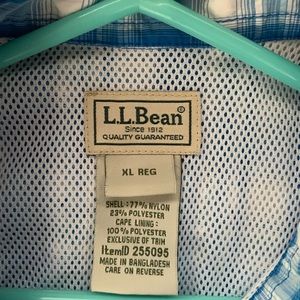 L.L.Bean®
Since 1912
QUALITY GUARANTEED
XL REG
SHELL: 77% NYLON
23% POLYESTER
CAPE LINING:
100% POLYESTER
EXCLUSIVE OF TRIM
ItemID 255095
MADE IN BANGLADESH
CARE ON REVERSE